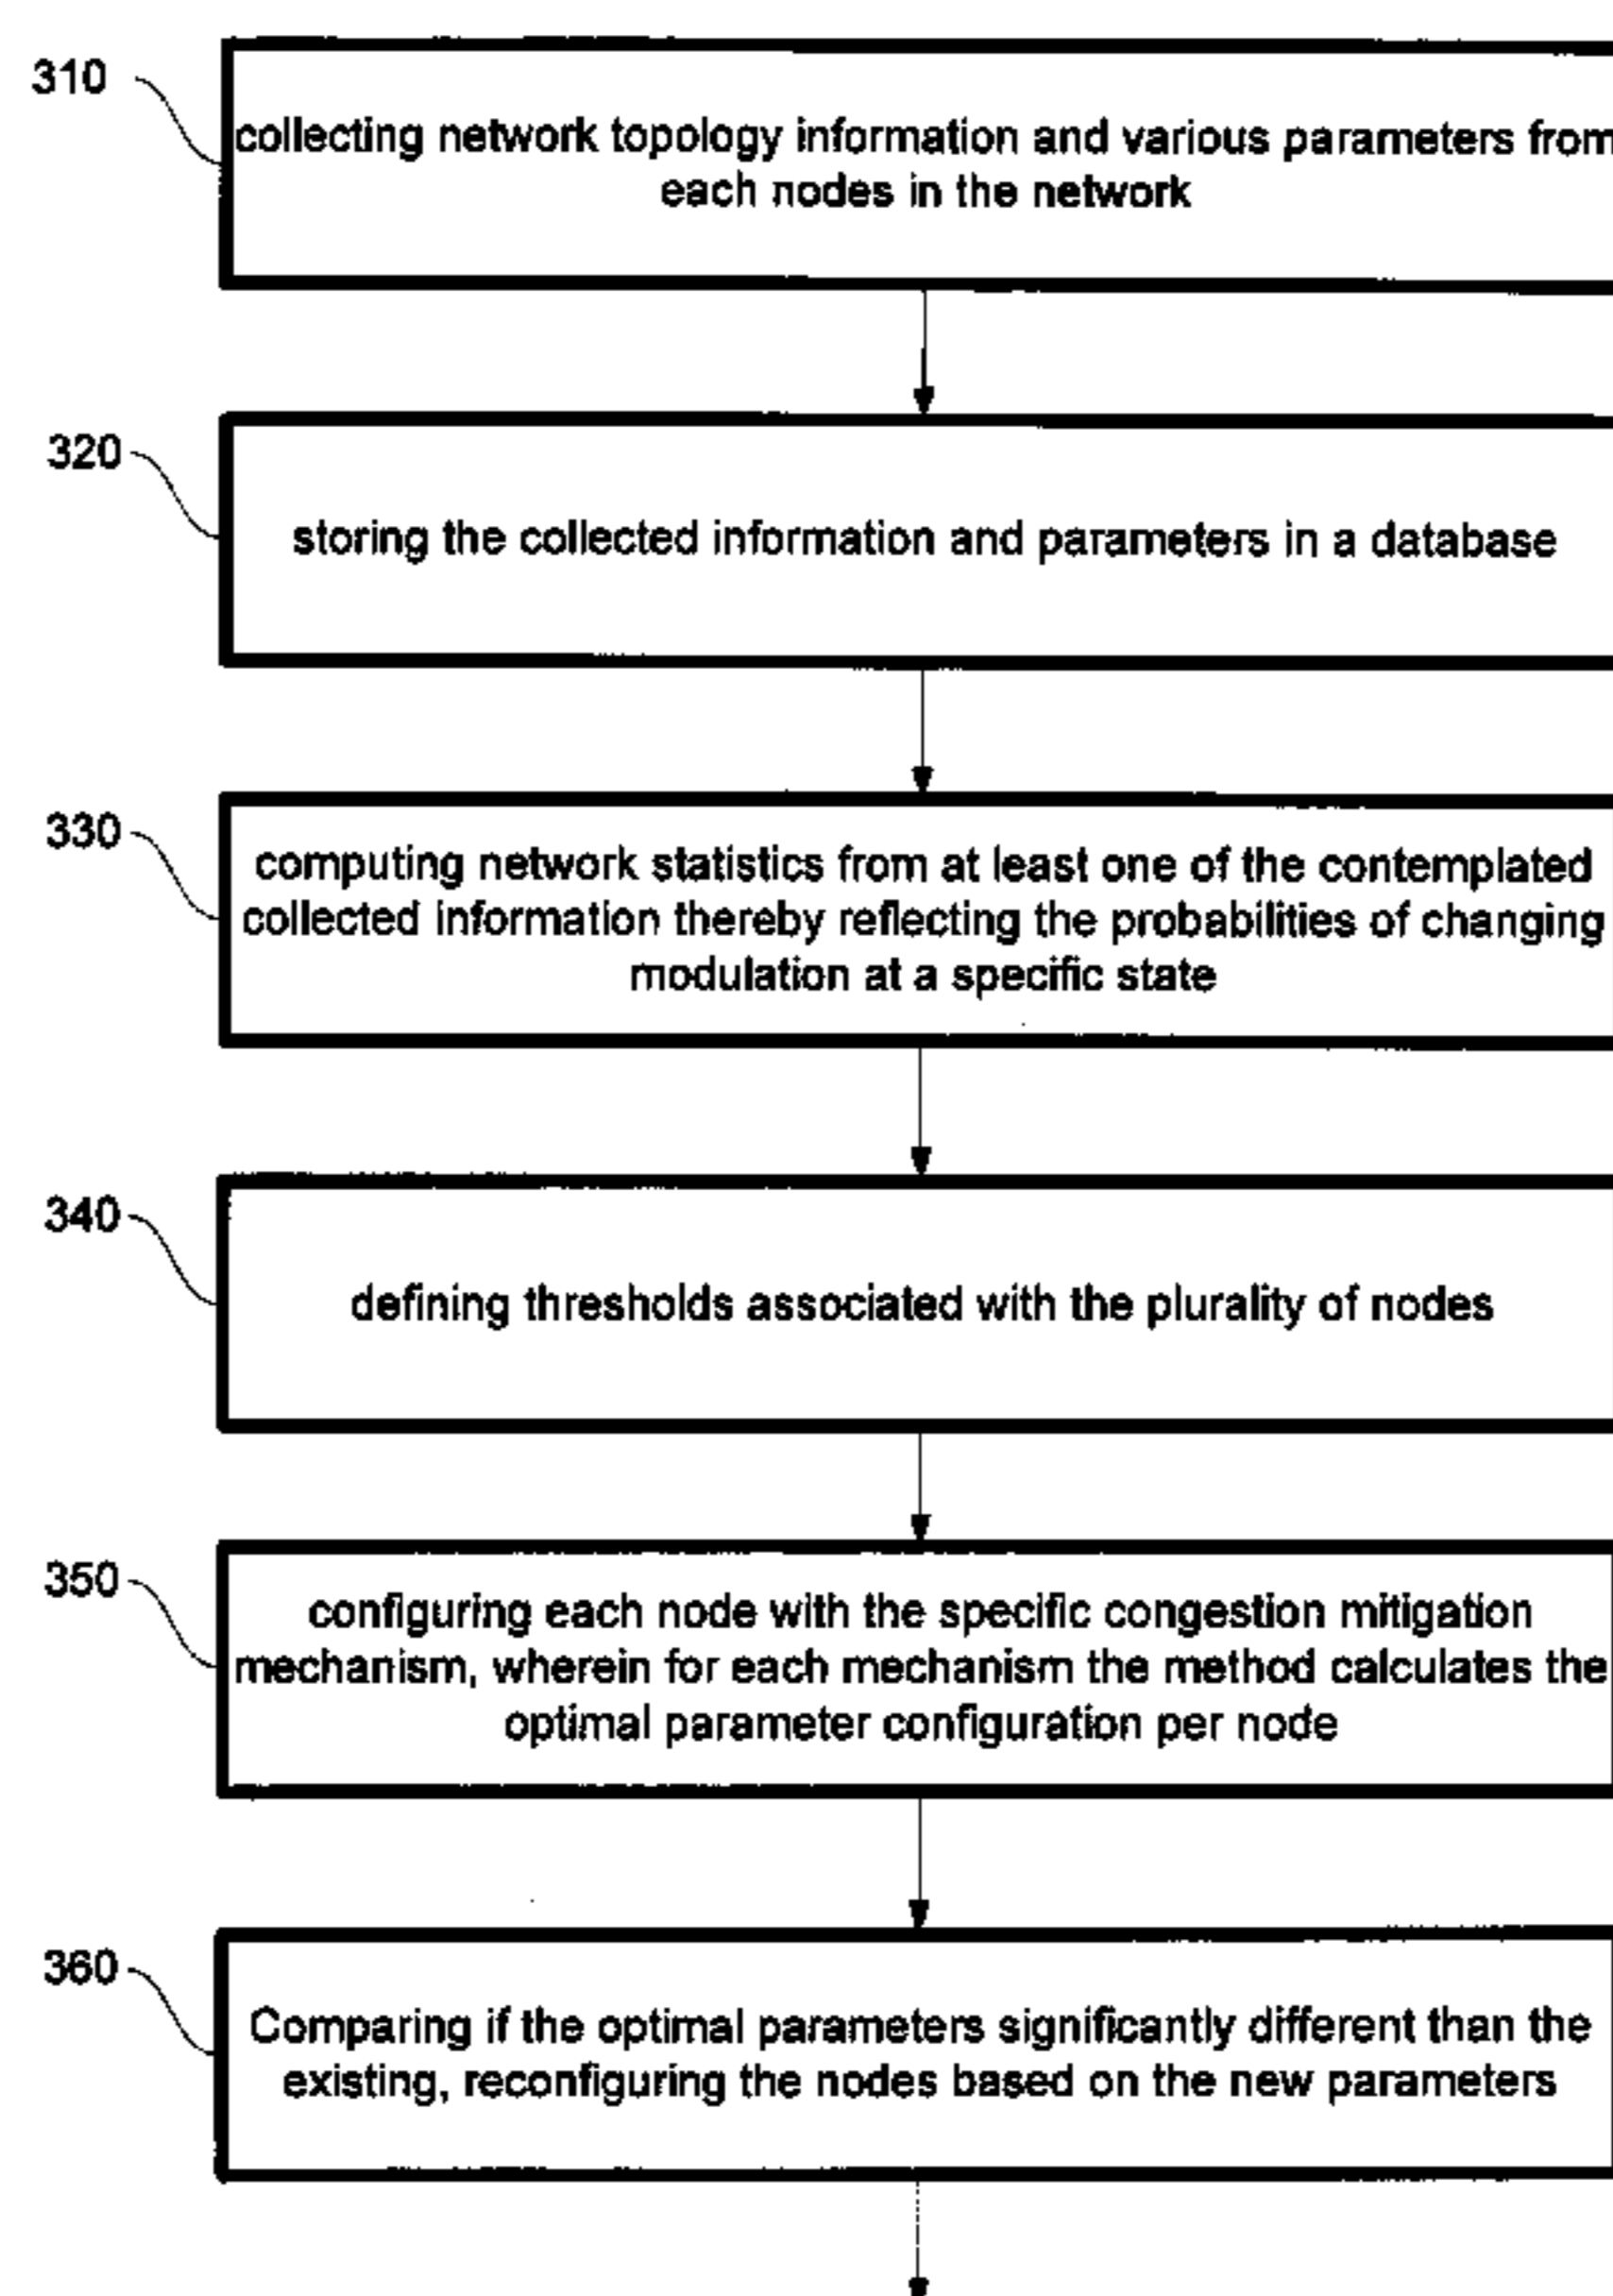 310
collecting network topology information and various parameters from
each nodes in the network
320
storing the collected information and parameters in a database
330
computing network statistics from at least one of the contemplated
collected information thereby reflecting the probabilities of changing
modulation at a specific state
340
defining thresholds associated with the plurality of nodes
350
configuring each node with the specific congestion mitigation
mechanism, wherein for each mechanism the method calculates the
optimal parameter configuration per node
360
Comparing if the optimal parameters significantly different than the
existing, reconfiguring the nodes based on the new parameters